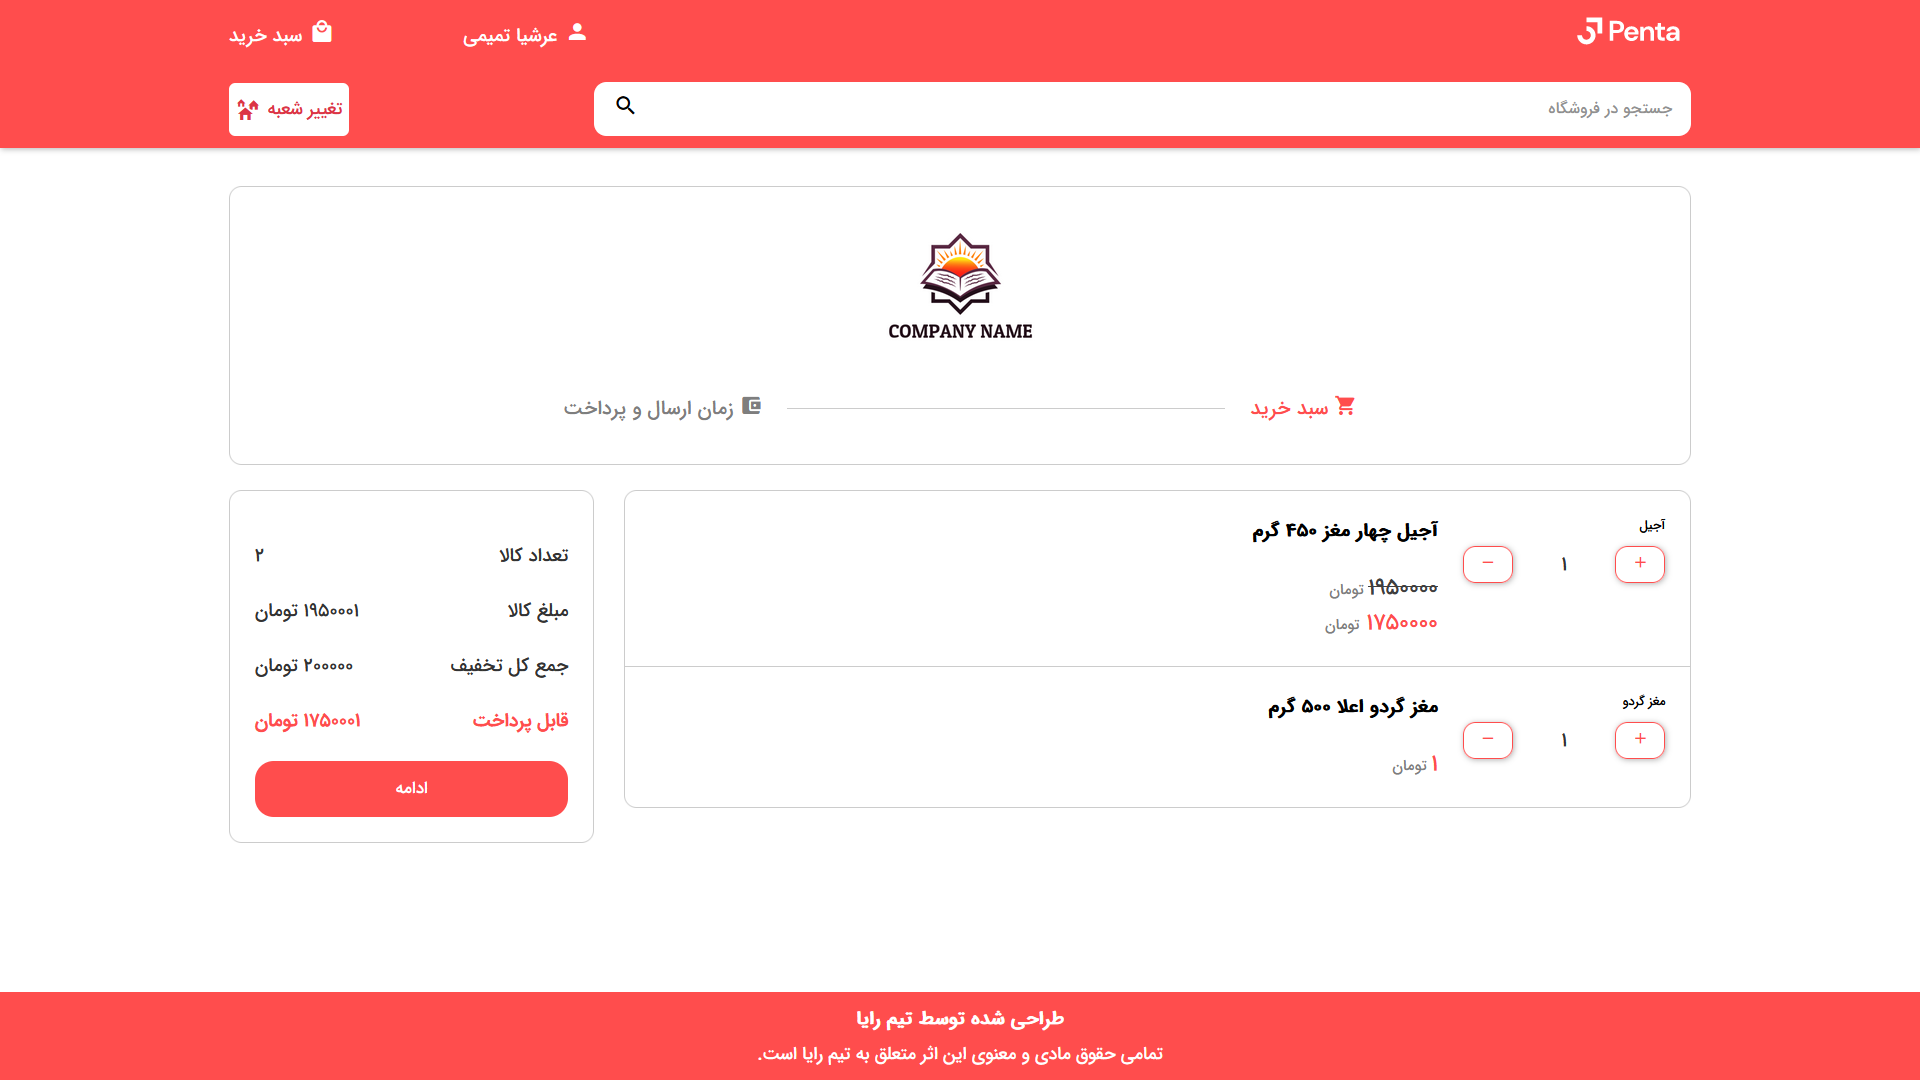 Penta
عرشیا تمیمی
سبد خرید
جستجو در فروشگاه
تغییر شعبه
COMPANY NAME
سبد خرید
زمان ارسال و پرداخت
آجیل
۱
آجیل چهار مغز ۴۵۰ گرم
۱۹۵۰۰۰۰ تومان
۱۷۵۰۰۰۰ تومان
مغز گردو
۱
مغز گردو اعلا ۵۰۰ گرم
۱ تومان
تعداد کالا ۲
مبلغ کالا ۱۹۵۰۰۰۱ تومان
جمع کل تخفیف ۲۰۰۰۰۰ تومان
قابل پرداخت ۱۷۵۰۰۰۱ تومان
ادامه
طراحی شده توسط تیم رایا
تمامی حقوق مادی و معنوی این اثر متعلق به تیم رایا است.